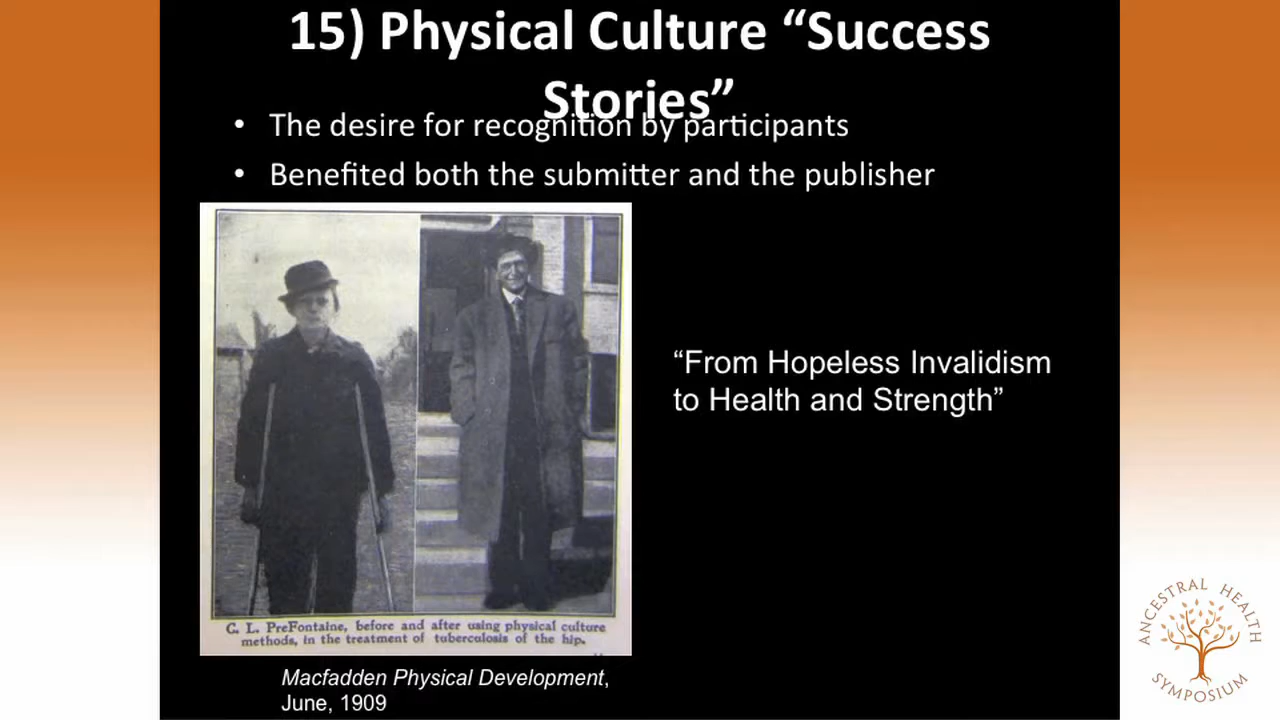 15) Physical Culture “Success
Stories”
• The desire for recognition by participants
• Benefited both the submitter and the publisher
“From Hopeless Invalidism
to Health and Strength”
C. L. PreFontaine, before and after using physical culture
methods, in the treatment of tuberculosis of the hip.
Macfadden Physical Development,
June, 1909
ANCESTRAL HEALTH
SYMPOSIUM